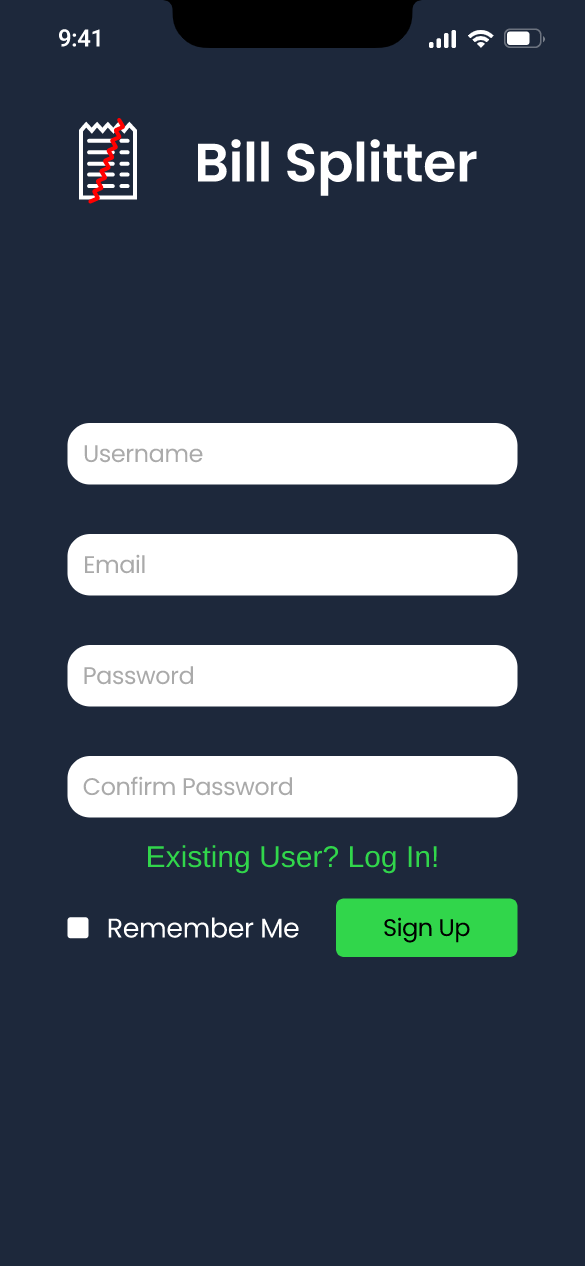 9:41
Bill Splitter
Username
Email
Password
Confirm Password
Existing User? Log In!
Remember Me
Sign Up